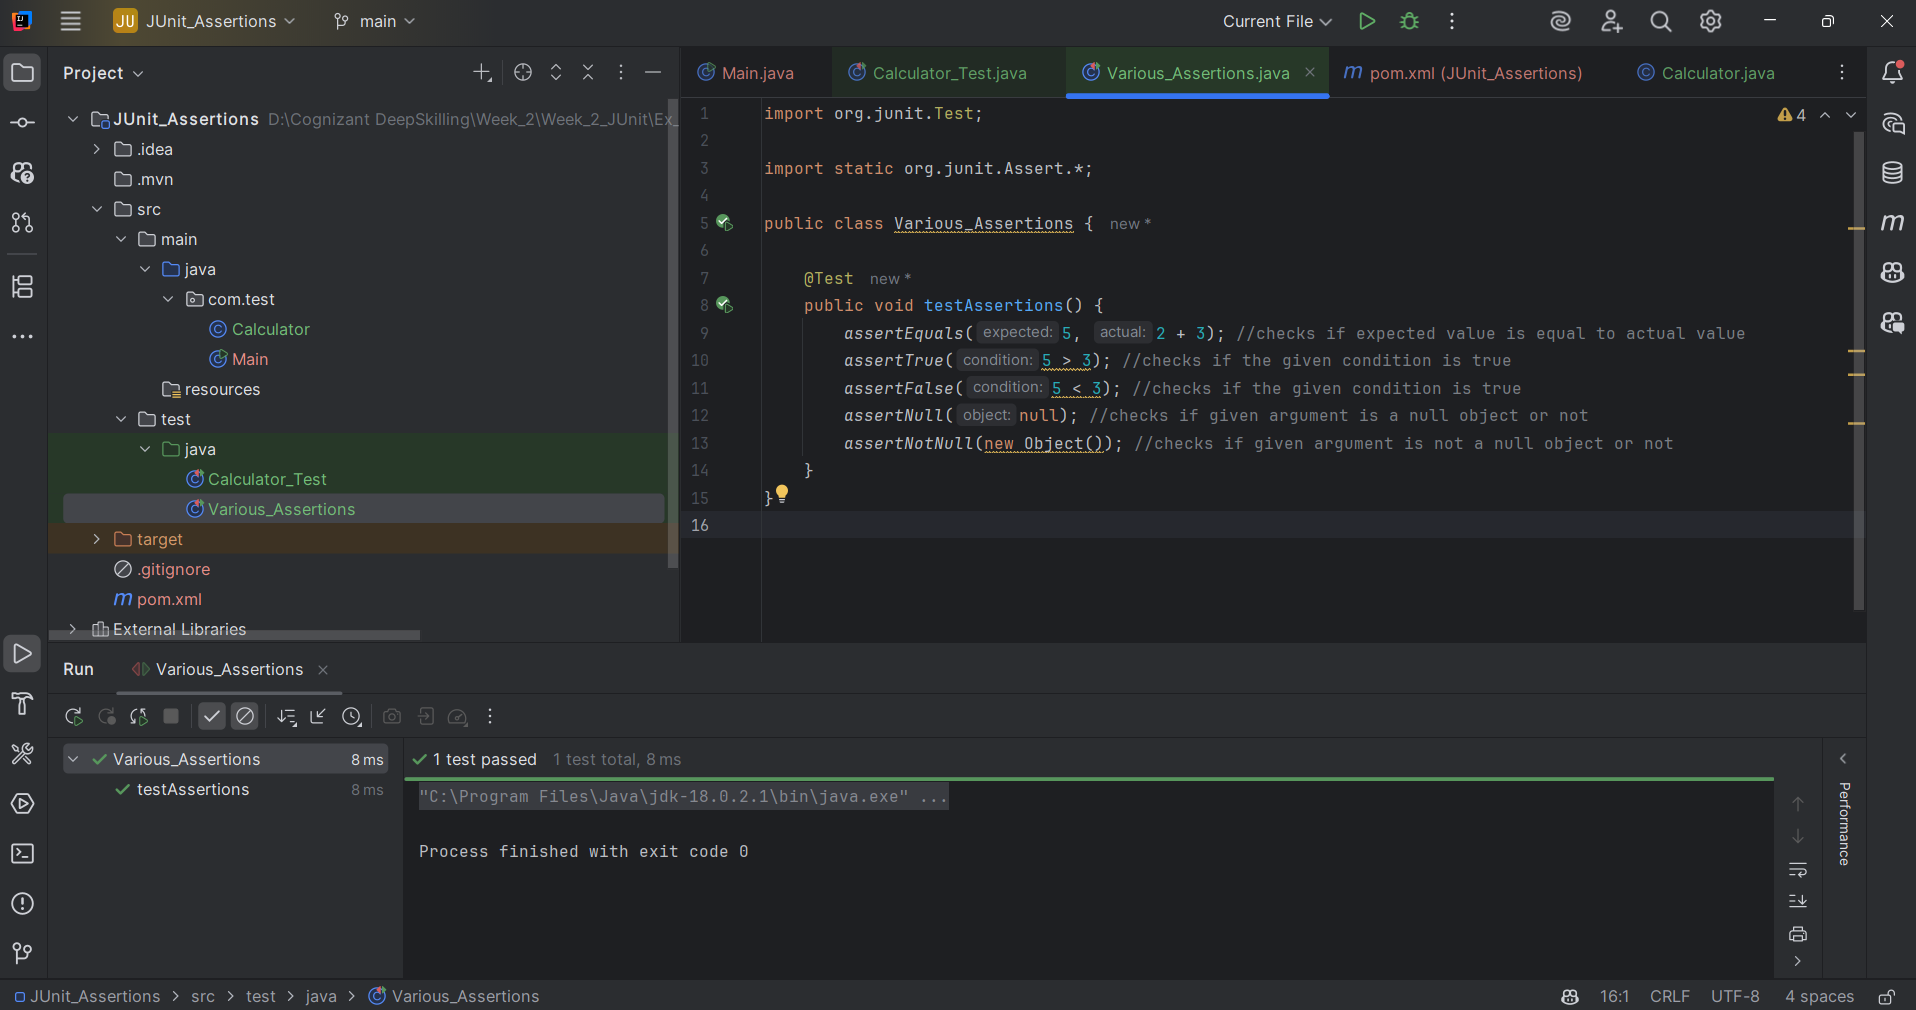 JU JUnit_Assertions main Current File
Project
JUnit_Assertions D:\Cognizant DeepSkilling\Week_2\Week_2_JUnit\Ex_
.idea
.mvn
src
main
java
com.test
Calculator
Main
resources
test
java
Calculator_Test
Various_Assertions
target
.gitignore
pom.xml
External Libraries
Main.java Calculator_Test.java Various_Assertions.java pom.xml (JUnit_Assertions) Calculator.java
4
1 import org.junit.Test;
2
3 import static org.junit.Assert.*;
4
5 public class Various_Assertions { new *
6
7 @Test new *
8 public void testAssertions() {
9 assertEquals( expected: 5, actual: 2 + 3); //checks if expected value is equal to actual value
10 assertTrue( condition: 5 > 3); //checks if the given condition is true
11 assertFalse( condition: 5 < 3); //checks if the given condition is true
12 assertNull( object: null); //checks if given argument is a null object or not
13 assertNotNull(new Object()); //checks if given argument is not a null object or not
14 }
15 }
16
Run Various_Assertions
Various_Assertions 8 ms
testAssertions 8 ms
1 test passed 1 test total, 8 ms
"C:\Program Files\Java\jdk-18.0.2.1\bin\java.exe" ...
Process finished with exit code 0
Performance
JUnit_Assertions > src > test > java > Various_Assertions 16:1 CRLF UTF-8 4 spaces